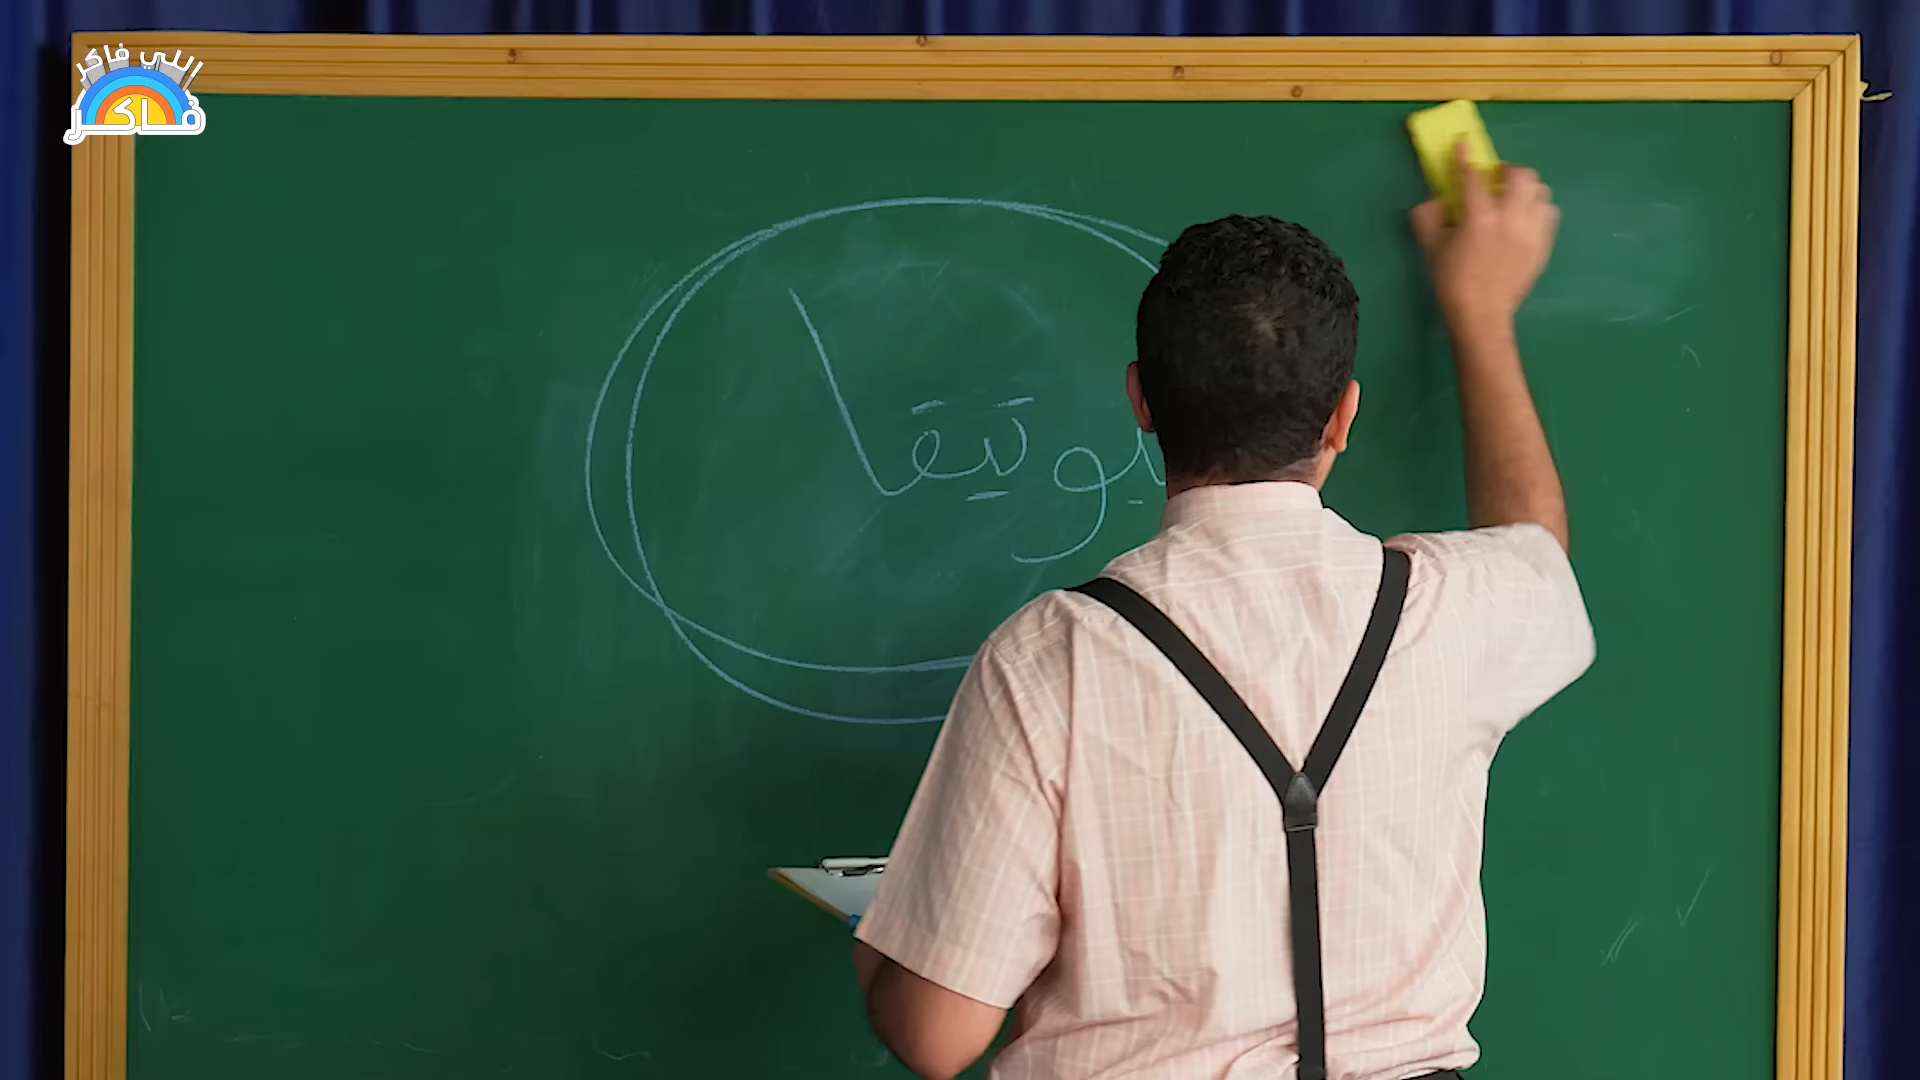 اللي فاكر
فاكر
يوتيقا